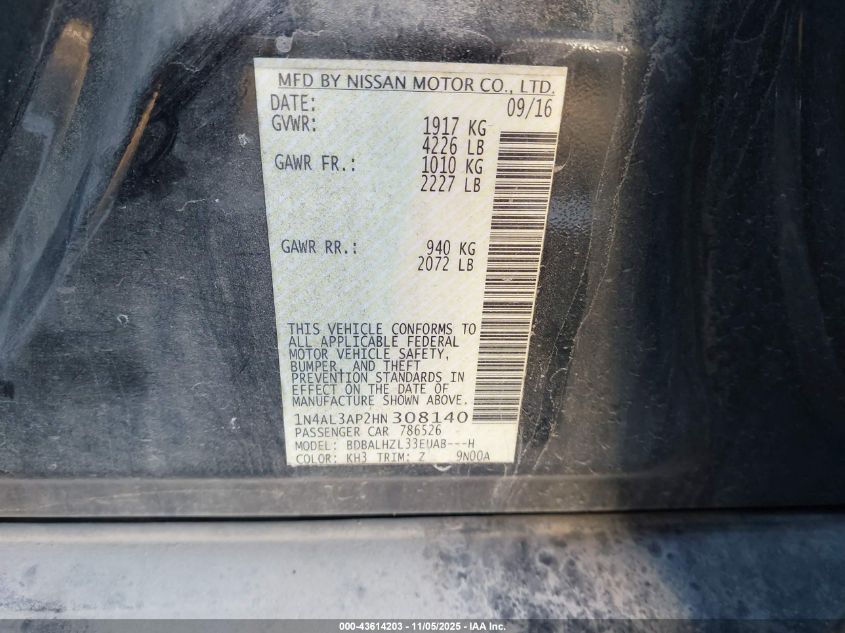 MFD BY NISSAN MOTOR CO., LTD.
DATE: 09/16
GVWR: 1917 KG
4226 LB
GAWR FR.: 1010 KG
2227 LB
GAWR RR.: 940 KG
2072 LB
THIS VEHICLE CONFORMS TO
ALL APPLICABLE FEDERAL
MOTOR VEHICLE SAFETY,
BUMPER, AND THEFT
PREVENTION STANDARDS IN
EFFECT ON THE DATE OF
MANUFACTURE SHOWN ABOVE.
1N4AL3AP2HN 308140
PASSENGER CAR 786526
MODEL: BDBALHZL33EUAB---H
COLOR: KH3 TRIM: Z 9N00A
000-43614203 - 11/05/2025 - IAA Inc.